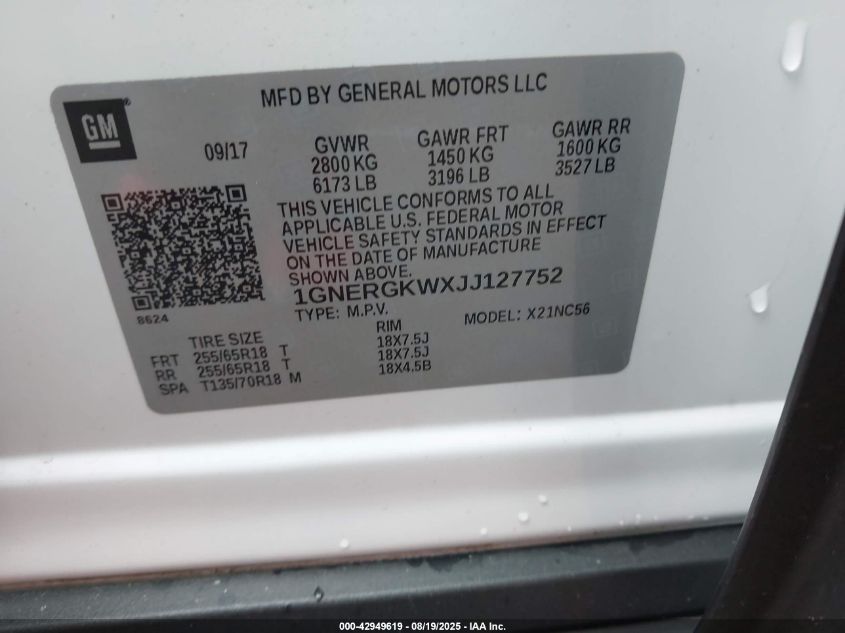 MFD BY GENERAL MOTORS LLC
GM®
09/17
GVWR GAWR FRT GAWR RR
2800 KG 1450 KG 1600 KG
6173 LB 3196 LB 3527 LB
THIS VEHICLE CONFORMS TO ALL
APPLICABLE U.S. FEDERAL MOTOR
VEHICLE SAFETY STANDARDS IN EFFECT
ON THE DATE OF MANUFACTURE
SHOWN ABOVE.
1GNERGKWXJJ127752
8624
TYPE: M.P.V. MODEL: X21NC56
TIRE SIZE RIM
FRT 255/65R18 T 18X7.5J
RR 255/65R18 T 18X7.5J
SPA T135/70R18 M 18X4.5B
000-42949619 - 08/19/2025 - IAA Inc.